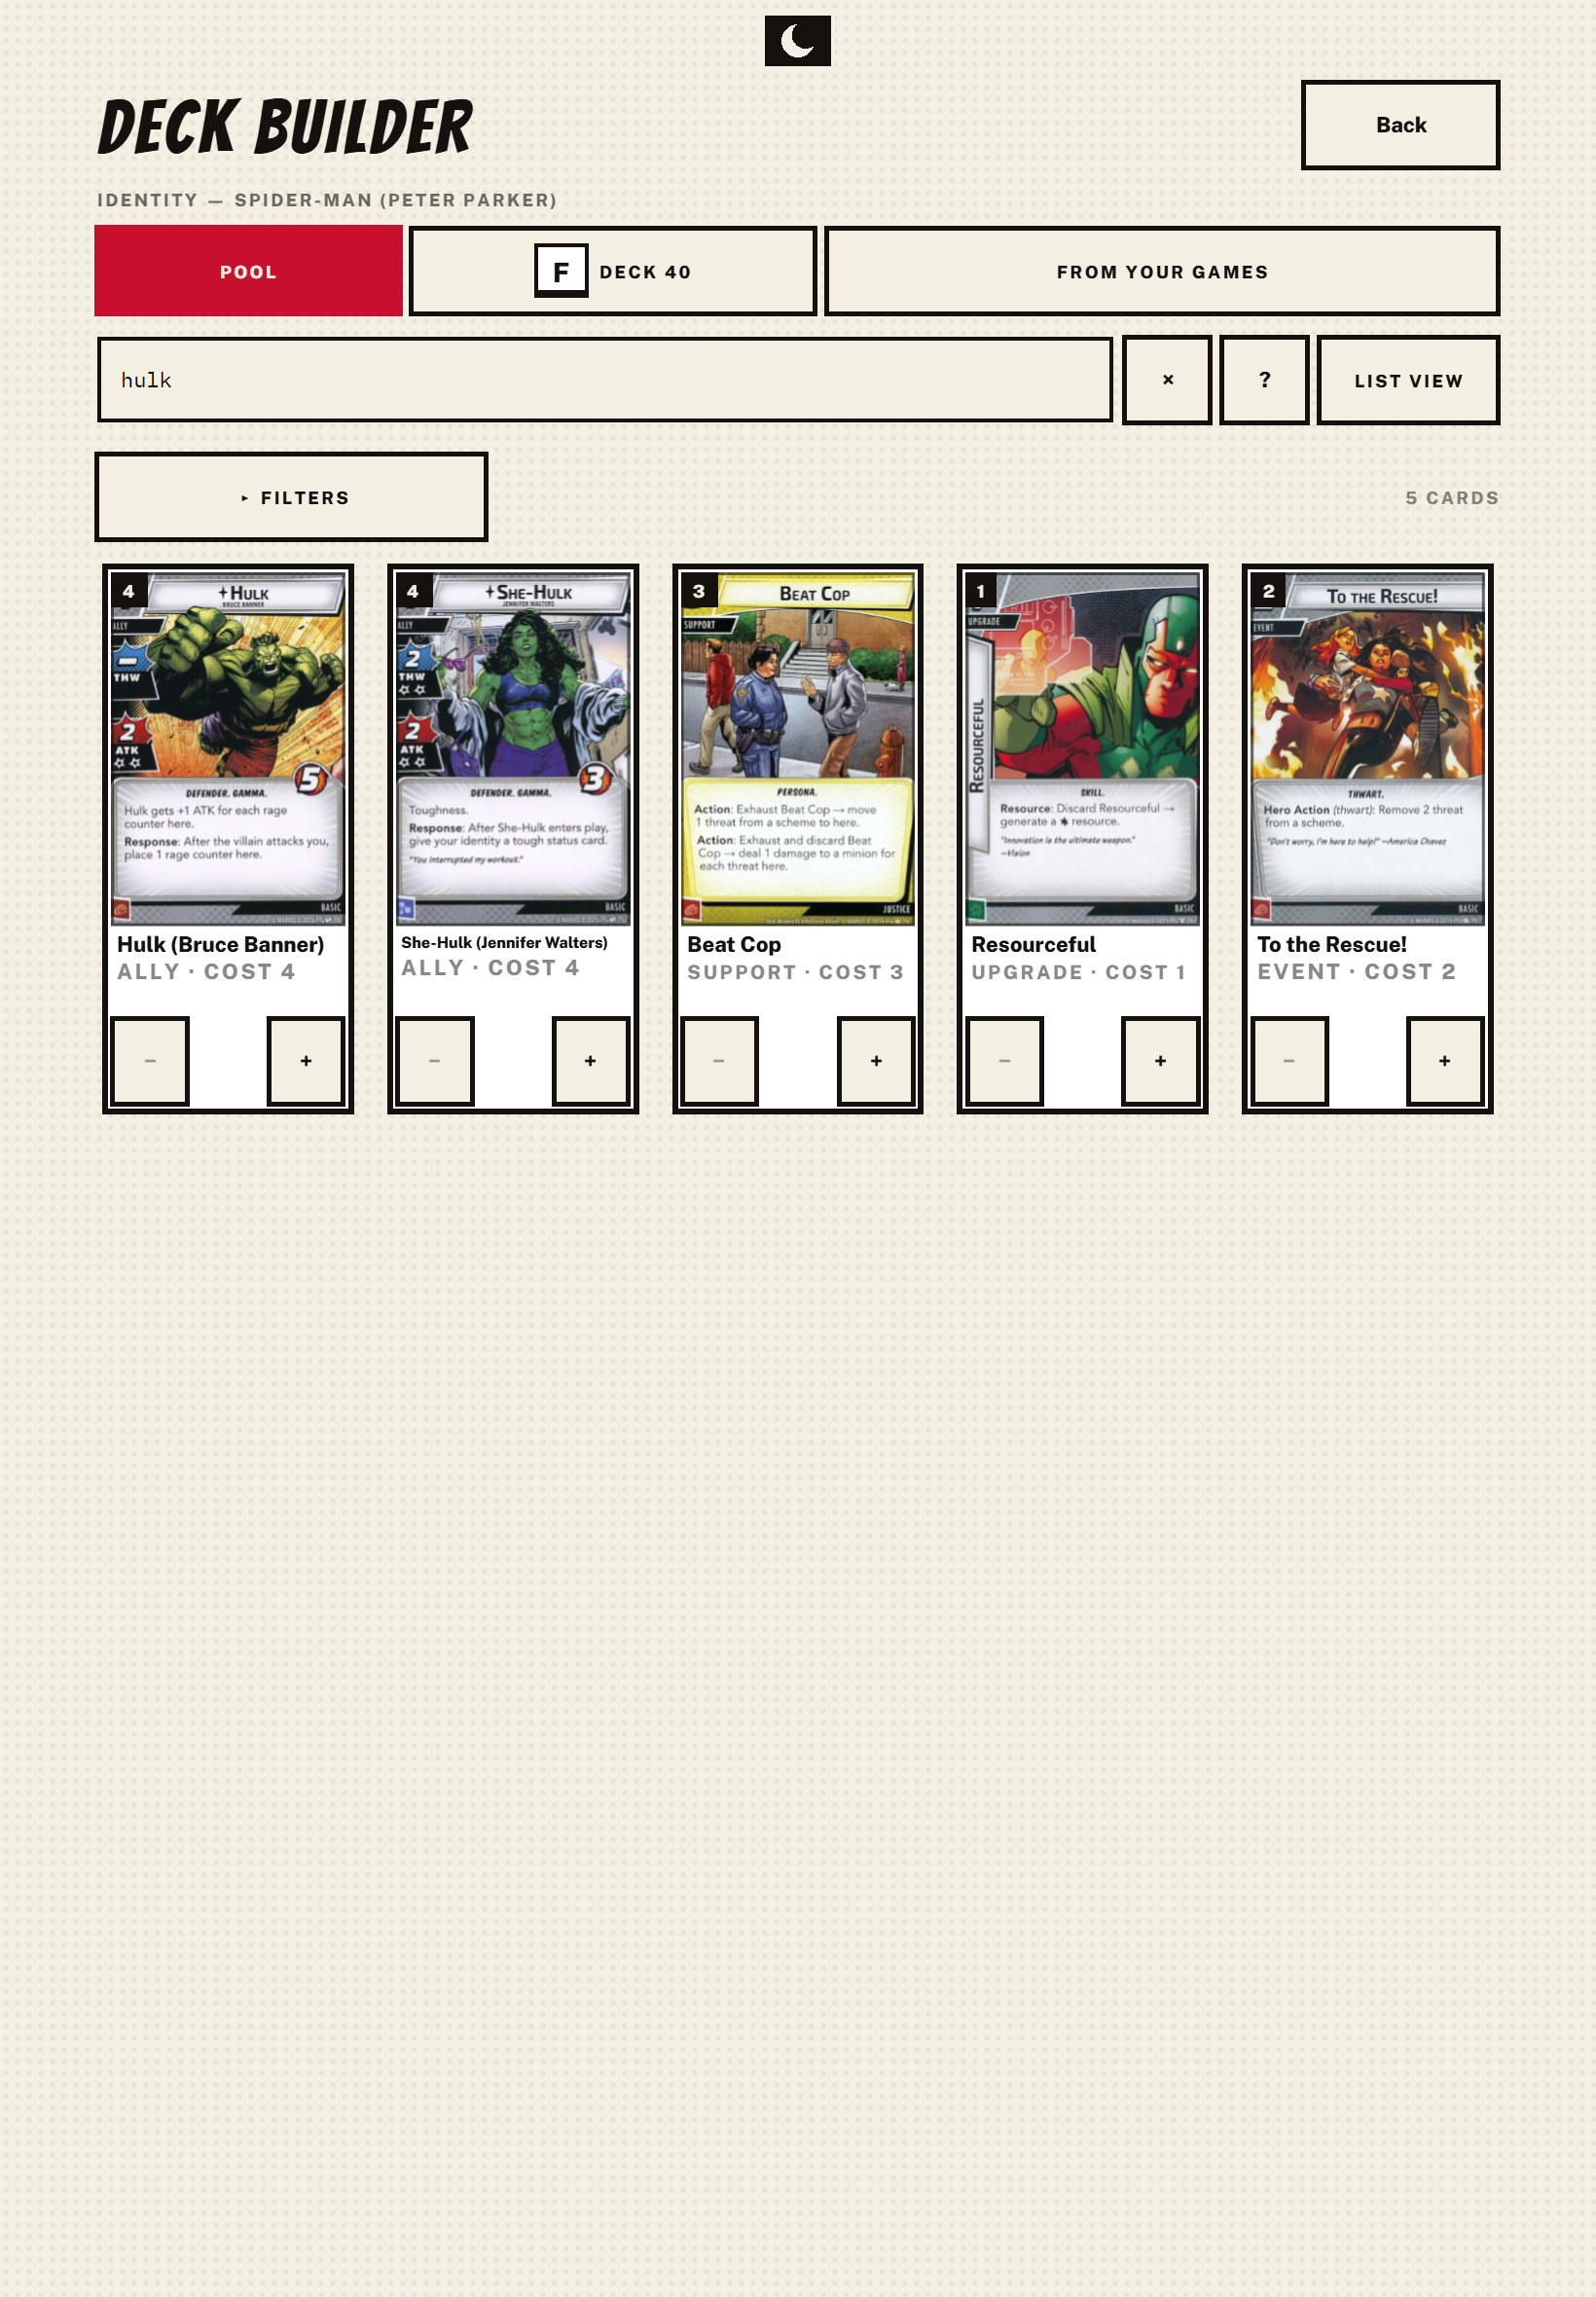 DECK BUILDER
Back
IDENTITY — SPIDER-MAN (PETER PARKER)
POOL
F DECK 40
FROM YOUR GAMES
hulk
×
?
LIST VIEW
▸ FILTERS
5 CARDS
4
HULK
BRUCE BANNER
ALLY
THW
2
ATK
5
DEFENDER. GAMMA.
Hulk gets +1 ATK for each rage
counter here.
Response: After the villain attacks you,
place 1 rage counter here.
BASIC
Hulk (Bruce Banner)
ALLY · COST 4
−
+
4
SHE-HULK
JENNIFER WALTERS
ALLY
2
THW
2
ATK
3
DEFENDER. GAMMA.
Toughness.
Response: After She-Hulk enters play,
give your identity a tough status card.
"You interrupted my workout."
BASIC
She-Hulk (Jennifer Walters)
ALLY · COST 4
−
+
3
BEAT COP
SUPPORT
PERSONA.
Action: Exhaust Beat Cop → move
1 threat from a scheme to here.
Action: Exhaust and discard Beat
Cop → deal 1 damage to a minion for
each threat here.
JUSTICE
Beat Cop
SUPPORT · COST 3
−
+
1
UPGRADE
RESOURCEFUL
SKILL.
Resource: Discard Resourceful →
generate a resource.
"Innovation is the ultimate weapon."
—Vision
BASIC
Resourceful
UPGRADE · COST 1
−
+
2
TO THE RESCUE!
EVENT
THWART.
Hero Action (thwart): Remove 2 threat
from a scheme.
"Don't worry, I'm here to help!" —America Chavez
BASIC
To the Rescue!
EVENT · COST 2
−
+